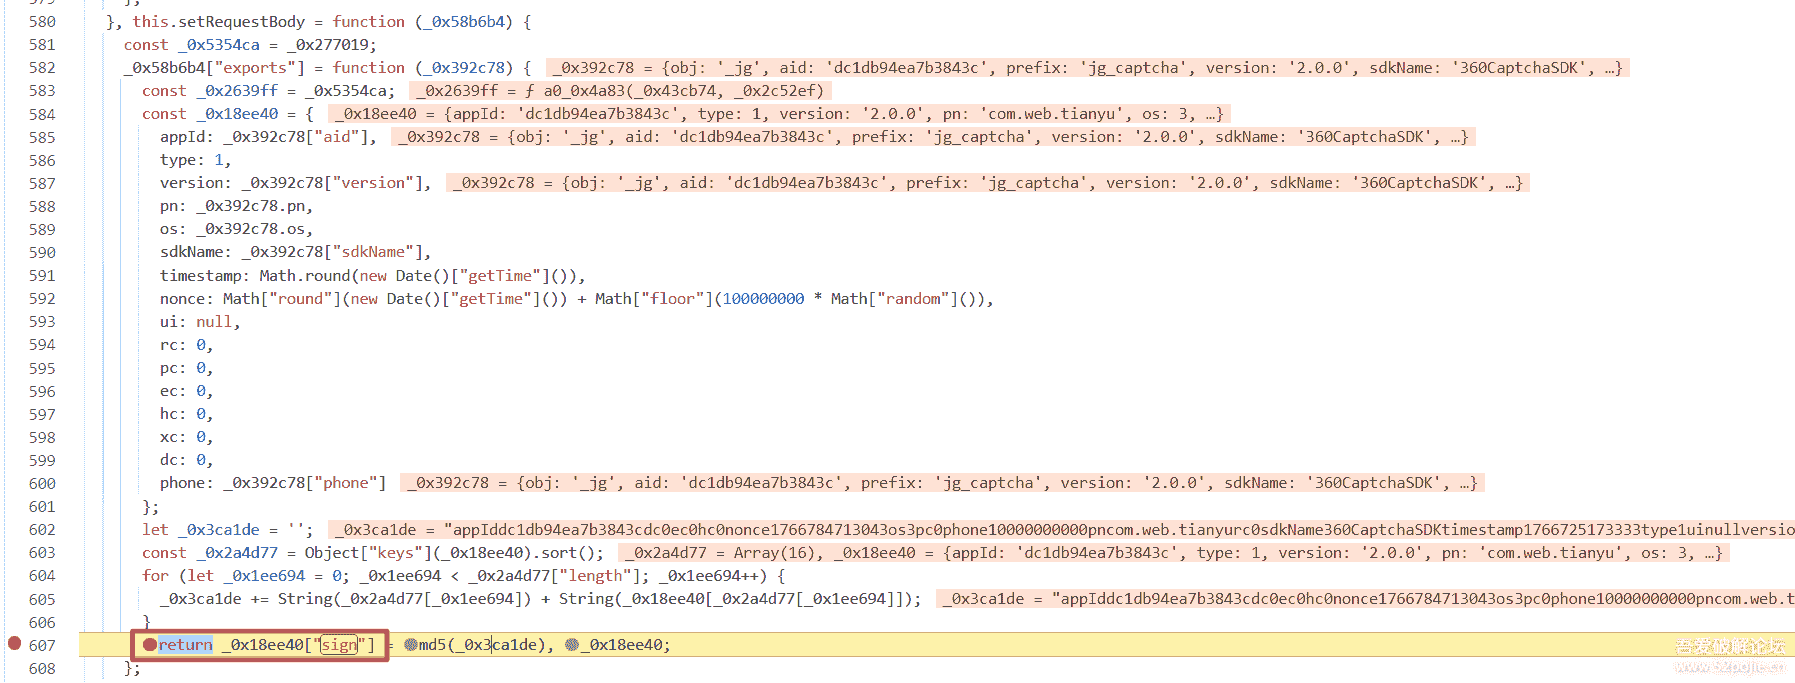 579 };
580 }, this.setRequestBody = function (_0x58b6b4) {
581 const _0x5354ca = _0x277019;
582 _0x58b6b4["exports"] = function (_0x392c78) { _0x392c78 = {obj: '_jg', aid: 'dc1db94ea7b3843c', prefix: 'jg_captcha', version: '2.0.0', sdkName: '360CaptchaSDK', …}
583 const _0x2639ff = _0x5354ca; _0x2639ff = ƒ a0_0x4a83(_0x43cb74, _0x2c52ef)
584 const _0x18ee40 = { _0x18ee40 = {appId: 'dc1db94ea7b3843c', type: 1, version: '2.0.0', pn: 'com.web.tianyu', os: 3, …}
585 appId: _0x392c78["aid"], _0x392c78 = {obj: '_jg', aid: 'dc1db94ea7b3843c', prefix: 'jg_captcha', version: '2.0.0', sdkName: '360CaptchaSDK', …}
586 type: 1,
587 version: _0x392c78["version"], _0x392c78 = {obj: '_jg', aid: 'dc1db94ea7b3843c', prefix: 'jg_captcha', version: '2.0.0', sdkName: '360CaptchaSDK', …}
588 pn: _0x392c78.pn,
589 os: _0x392c78.os,
590 sdkName: _0x392c78["sdkName"],
591 timestamp: Math.round(new Date()["getTime"]()),
592 nonce: Math["round"](new Date()["getTime"]()) + Math["floor"](100000000 * Math["random"]()),
593 ui: null,
594 rc: 0,
595 pc: 0,
596 ec: 0,
597 hc: 0,
598 xc: 0,
599 dc: 0,
600 phone: _0x392c78["phone"] _0x392c78 = {obj: '_jg', aid: 'dc1db94ea7b3843c', prefix: 'jg_captcha', version: '2.0.0', sdkName: '360CaptchaSDK', …}
601 };
602 let _0x3ca1de = ''; _0x3ca1de = "appIddc1db94ea7b3843cdc0ec0hc0nonce1766784713043os3pc0phone10000000000pncom.web.tianyurc0sdkName360CaptchaSDKtimestamp1766725173333type1uinullversio
603 const _0x2a4d77 = Object["keys"](_0x18ee40).sort(); _0x2a4d77 = Array(16), _0x18ee40 = {appId: 'dc1db94ea7b3843c', type: 1, version: '2.0.0', pn: 'com.web.tianyu', os: 3, …}
604 for (let _0x1ee694 = 0; _0x1ee694 < _0x2a4d77["length"]; _0x1ee694++) {
605 _0x3ca1de += String(_0x2a4d77[_0x1ee694]) + String(_0x18ee40[_0x2a4d77[_0x1ee694]]); _0x3ca1de = "appIddc1db94ea7b3843cdc0ec0hc0nonce1766784713043os3pc0phone10000000000pncom.web.t
606 }
607 return _0x18ee40["sign"] = md5(_0x3ca1de), _0x18ee40;
608 };
吾爱破解论坛
www.52pojie.cn